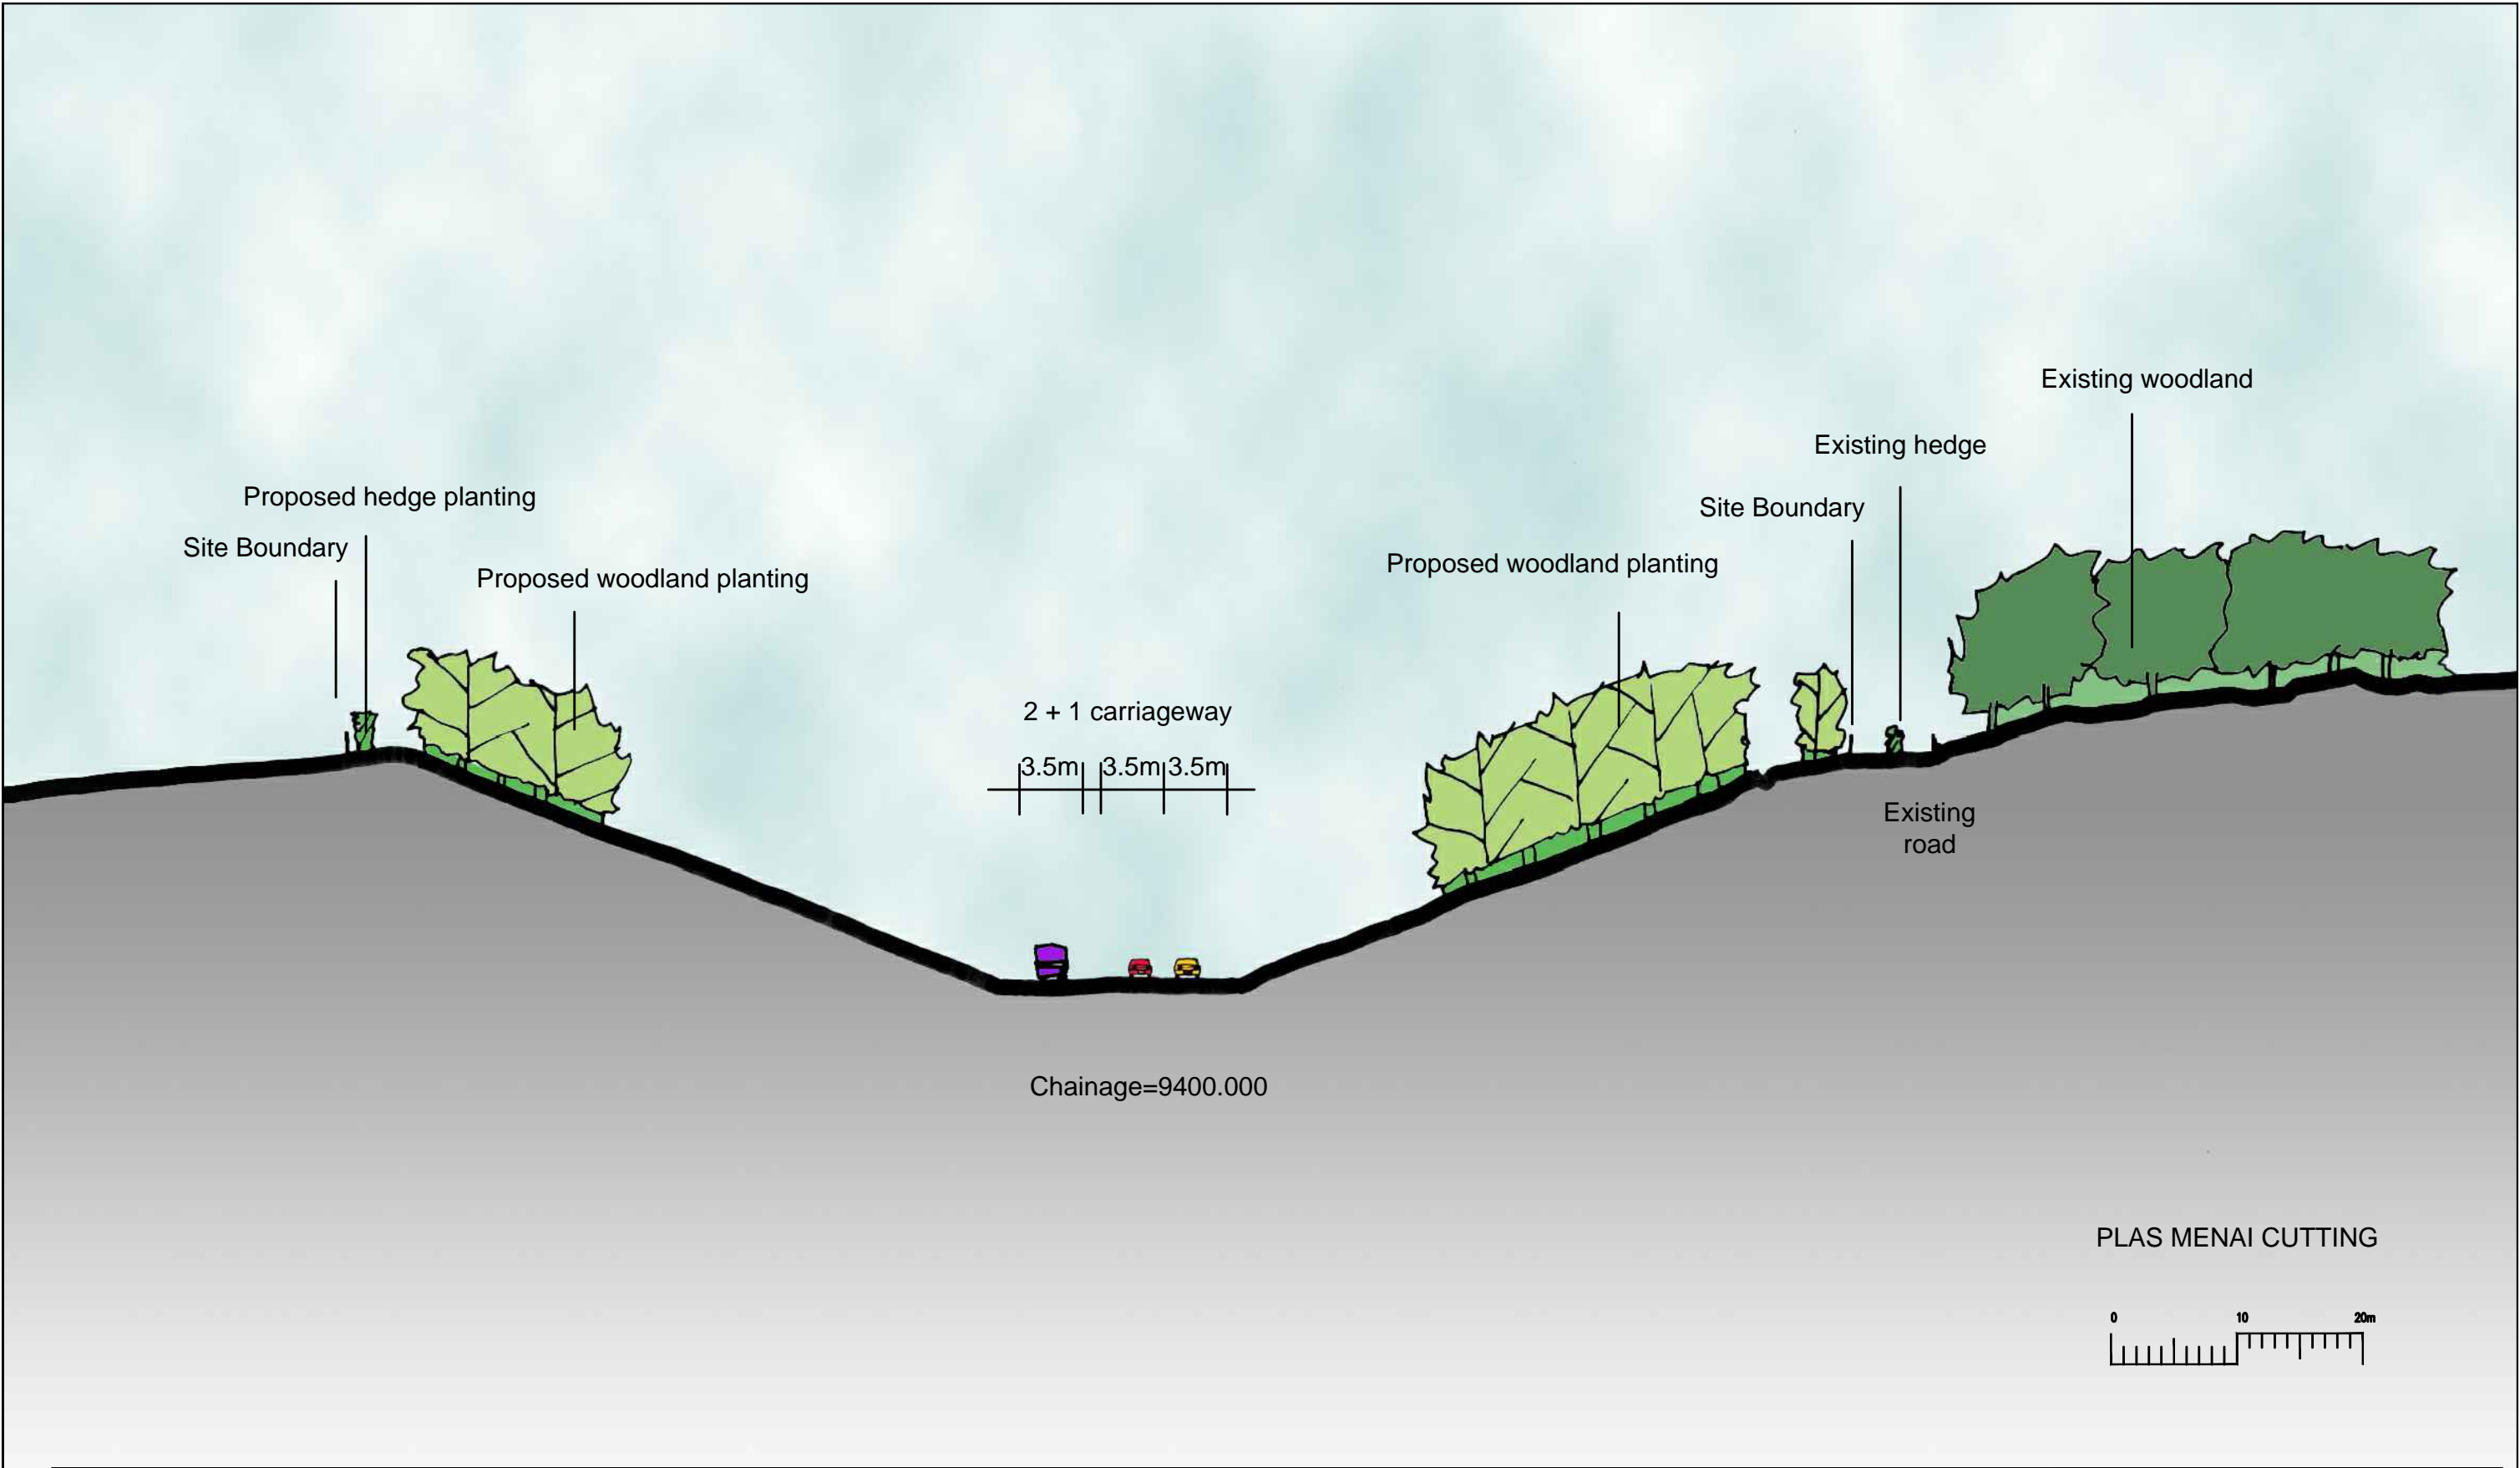 Existing woodland
Existing hedge
Proposed hedge planting
Site Boundary
Site Boundary
Proposed woodland planting
Proposed woodland planting
2 + 1 carriageway
3.5m 3.5m 3.5m
Existing
road
Chainage=9400.000
PLAS MENAI CUTTING
0 10 20m